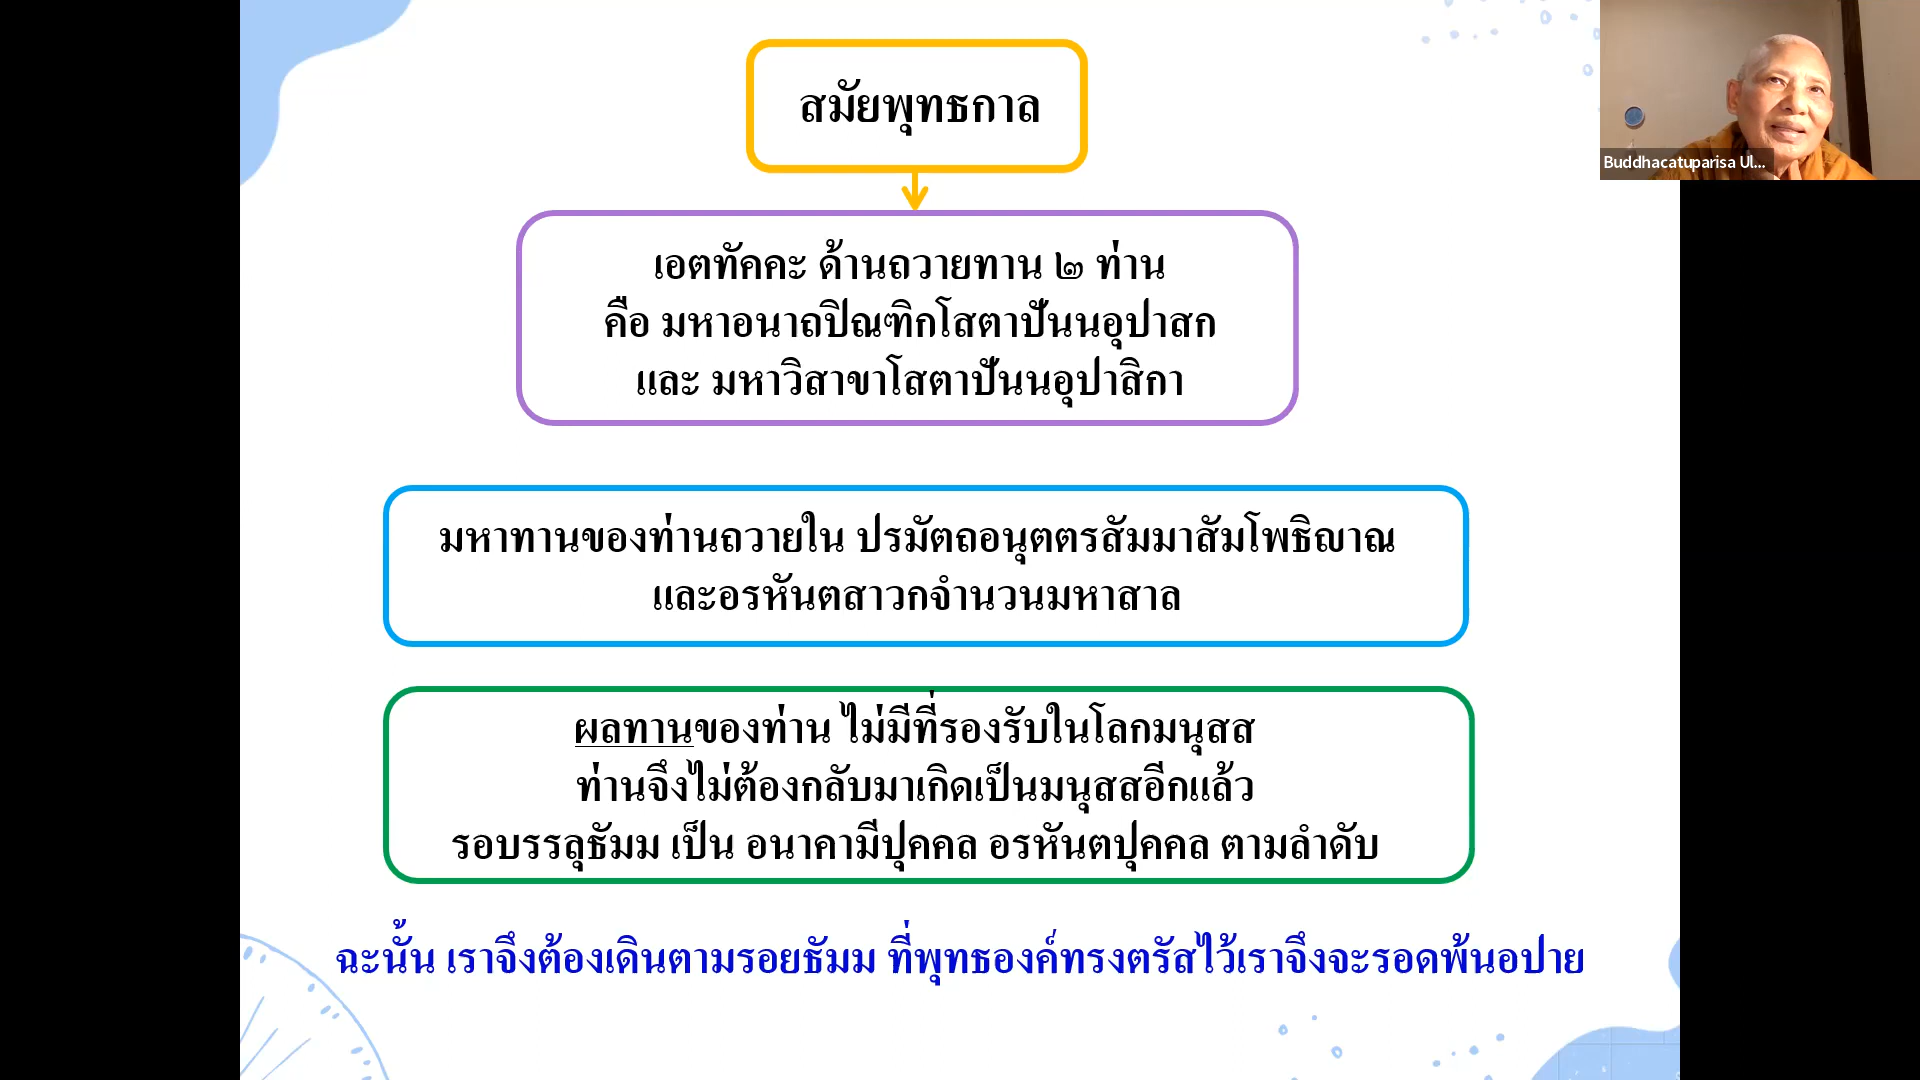 สมัยพุทธกาล
เอตทัคคะ ด้านถวายทาน ๒ ท่าน
คือ มหาอนาถปิณฑิกโสตาปันนอุปาสก
และ มหาวิสาขาโสตาปันนอุปาสิกา
มหาทานของท่านถวายใน ปรมัตถอนุตตรสัมมาสัมโพธิญาณ
และอรหันตสาวกจำนวนมหาสาล
ผลทานของท่าน ไม่มีที่รองรับในโลกมนุสส
ท่านจึงไม่ต้องกลับมาเกิดเป็นมนุสสอีกแล้ว
รอบรรลุธัมม เป็น อนาคามีปุคคล อรหันตปุคคล ตามลำดับ
ฉะนั้น เราจึงต้องเดินตามรอยธัมม ที่พุทธองค์ทรงตรัสไว้เราจึงจะรอดพ้นอปาย
Buddhacatuparisa Ul...